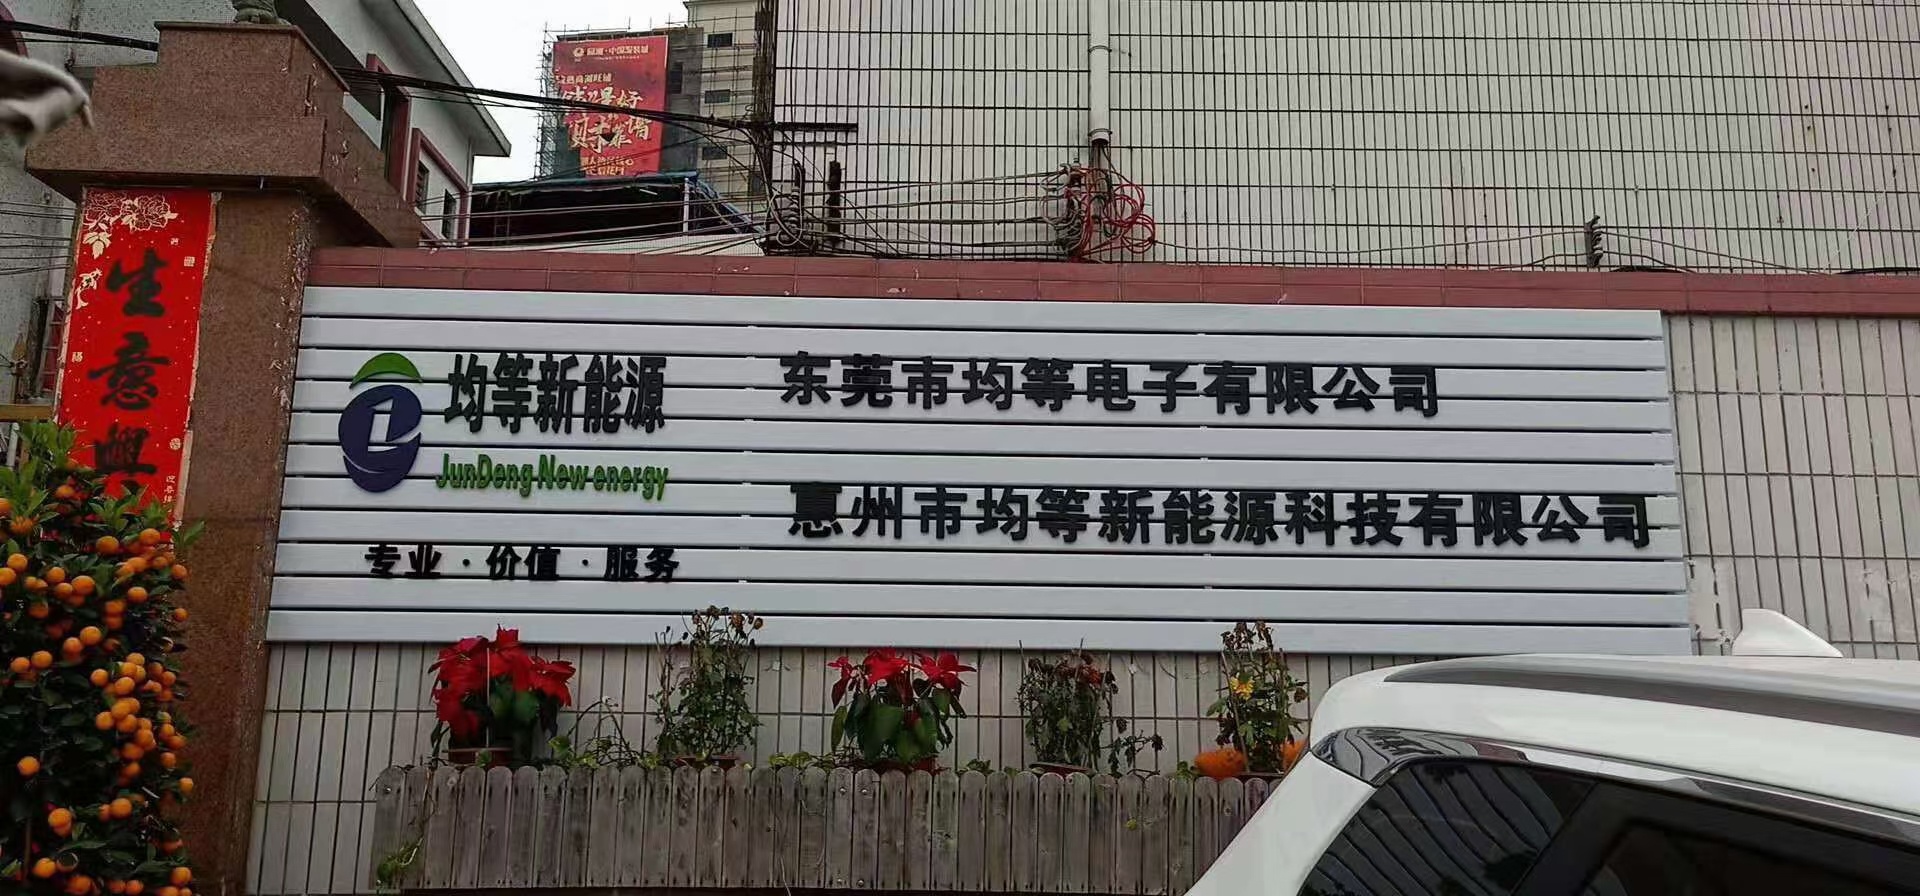 生意興
均等新能源
JunDeng New energy
专业·价值·服务
东莞市均等电子有限公司
惠州市均等新能源科技有限公司